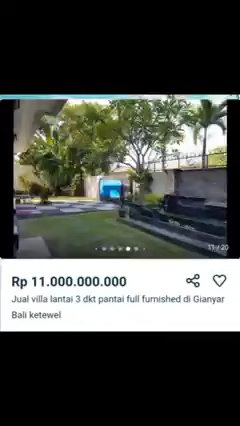 11 / 20
Rp 11.000.000.000
Jual villa lantai 3 dkt pantai full furnished di Gianyar
Bali ketewel